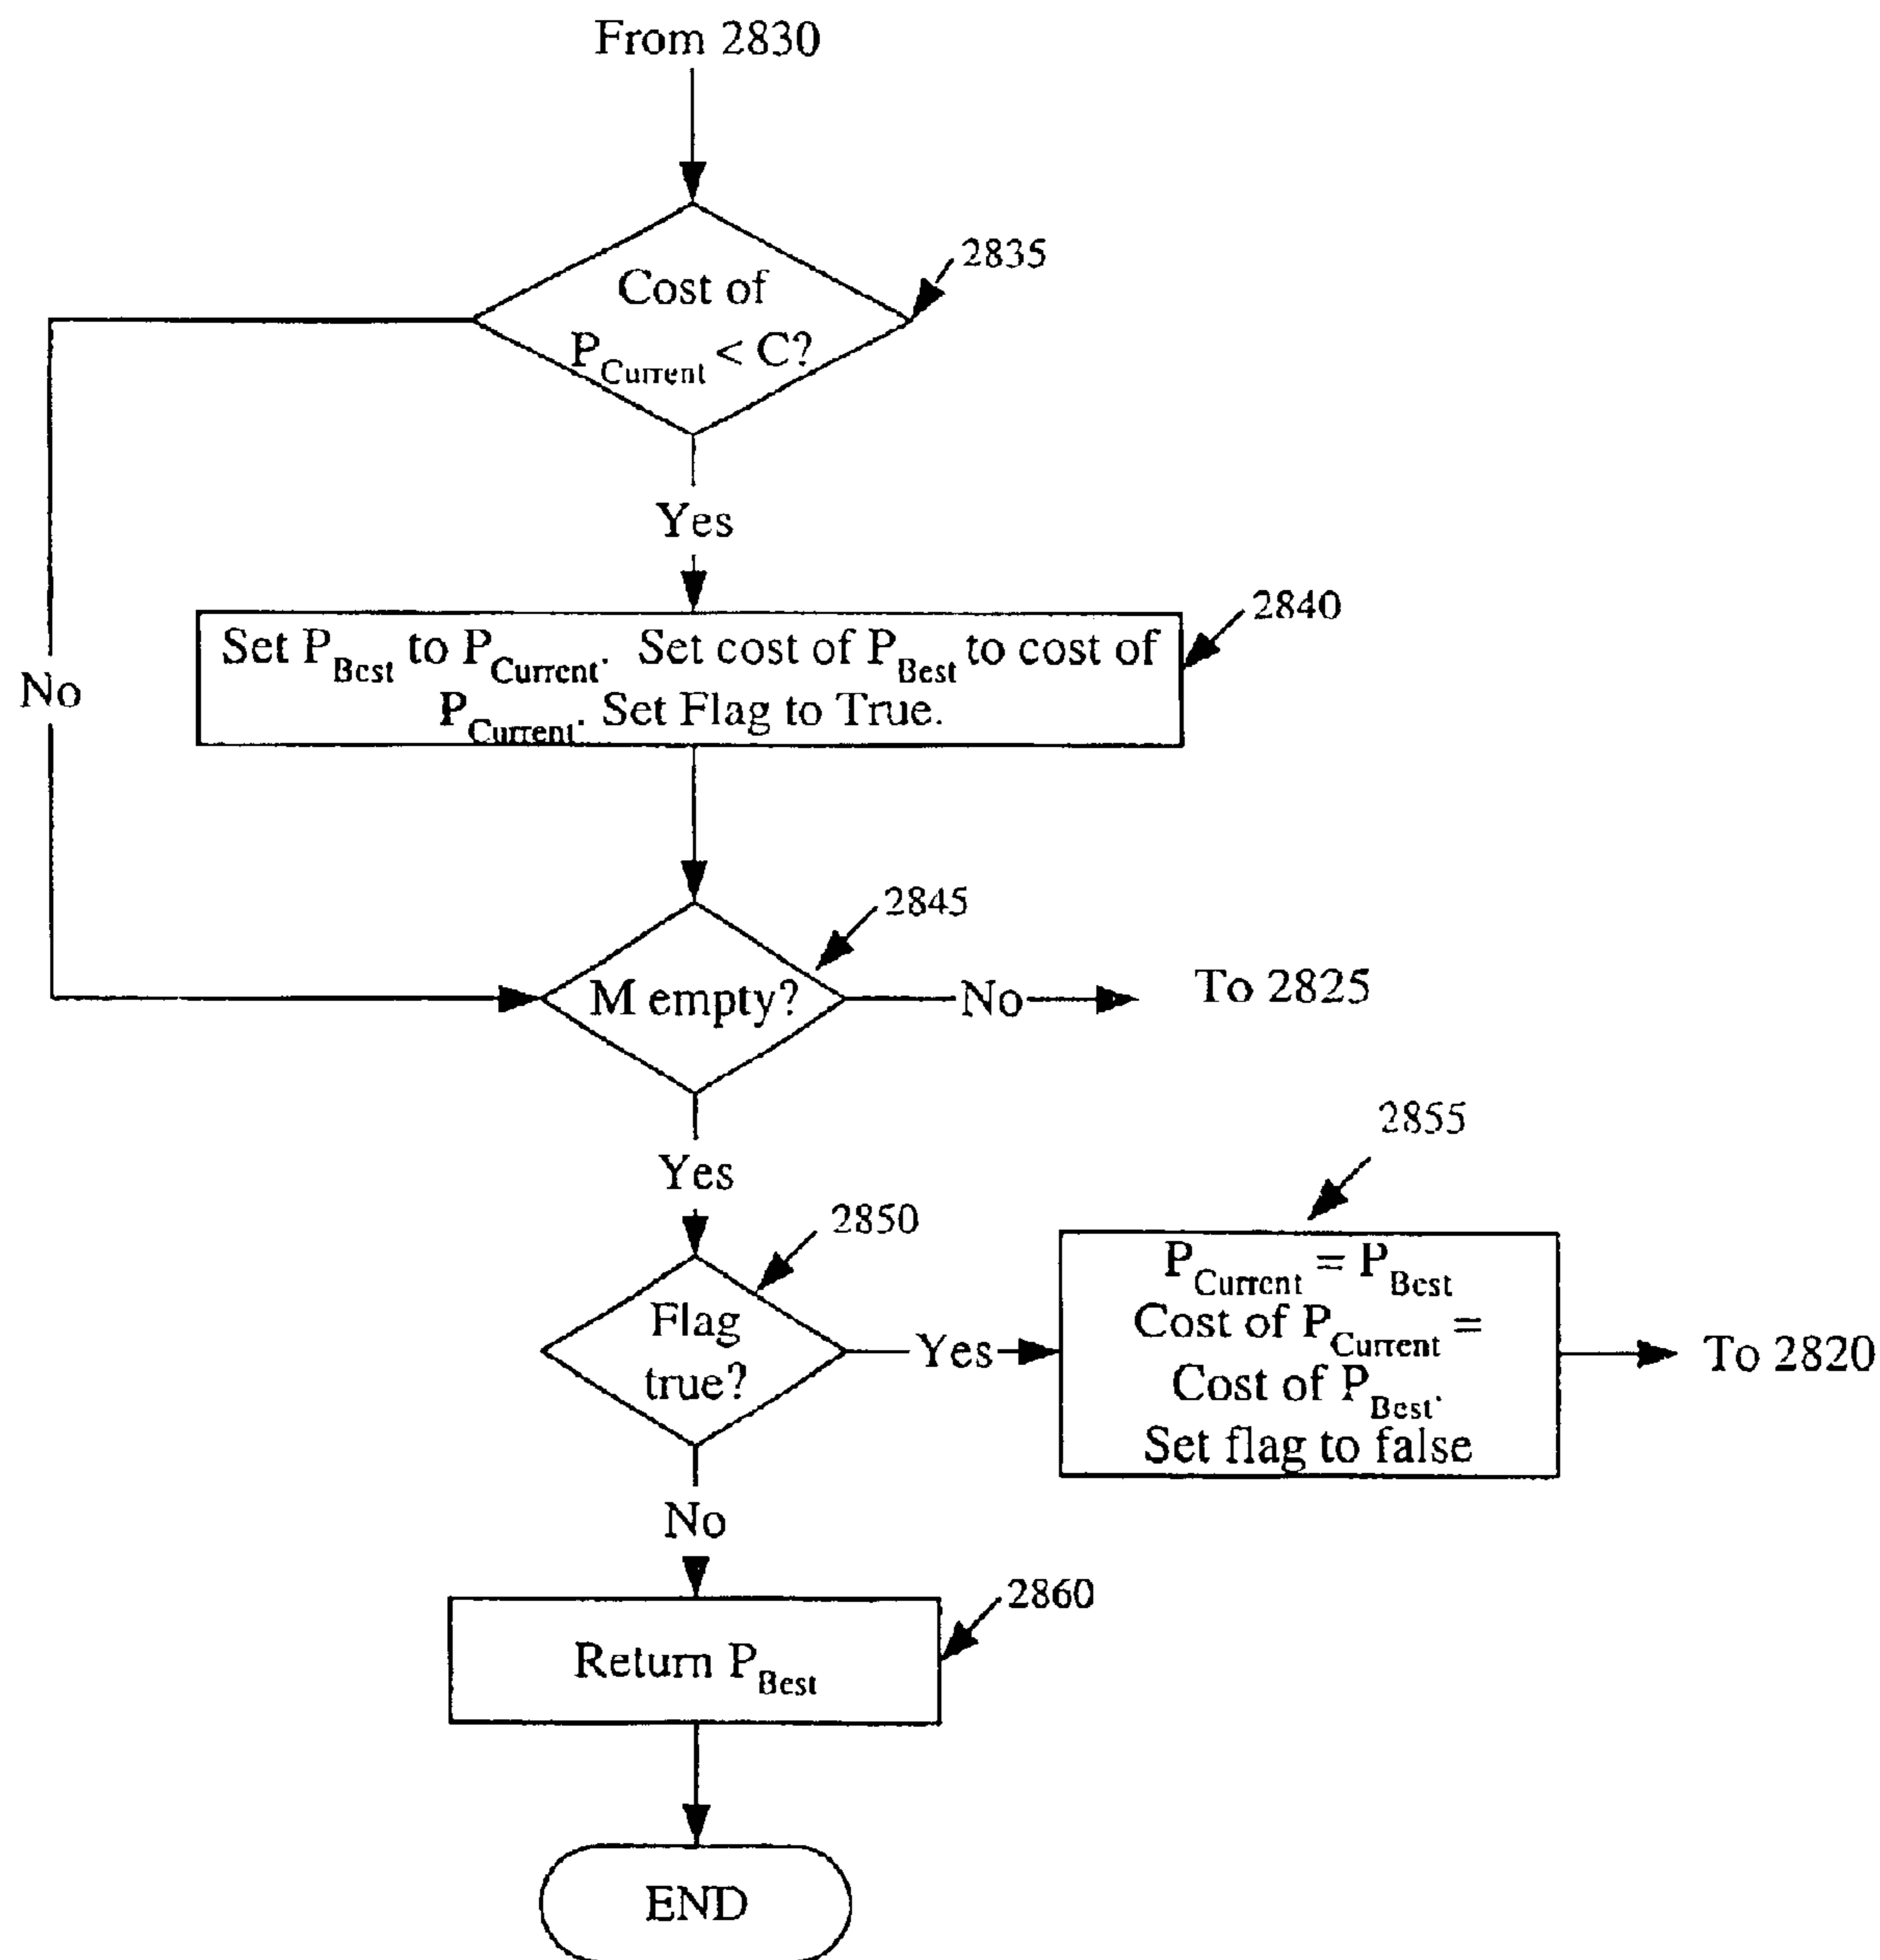 From 2830
2835
Cost of
P_Current < C?
Yes
2840
Set P_Best to P_Current. Set cost of P_Best to cost of
P_Current. Set Flag to True.
No
2845
M empty?
No
To 2825
Yes
2850
2855
Flag
true?
Yes
P_Current = P_Best
Cost of P_Current =
Cost of P_Best.
Set flag to false
To 2820
No
2860
Return P_Best
END